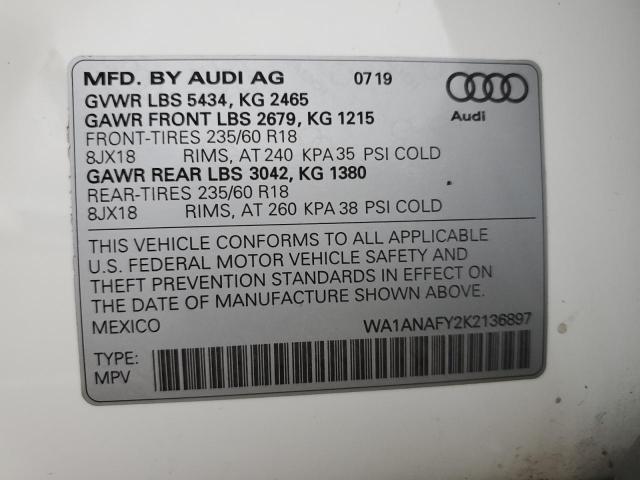 MFD. BY AUDI AG 07 19
GVWR LBS 5434, KG 2465
GAWR FRONT LBS 2679, KG 1215
Audi
FRONT-TIRES 235/60 R18
8JX18 RIMS, AT 240 KPA 35 PSI COLD
GAWR REAR LBS 3042, KG 1380
REAR-TIRES 235/60 R18
8JX18 RIMS, AT 260 KPA 38 PSI COLD
THIS VEHICLE CONFORMS TO ALL APPLICABLE
U.S. FEDERAL MOTOR VEHICLE SAFETY AND
THEFT PREVENTION STANDARDS IN EFFECT ON
THE DATE OF MANUFACTURE SHOWN ABOVE.
MEXICO WA1ANAFY2K2136897
TYPE:
MPV